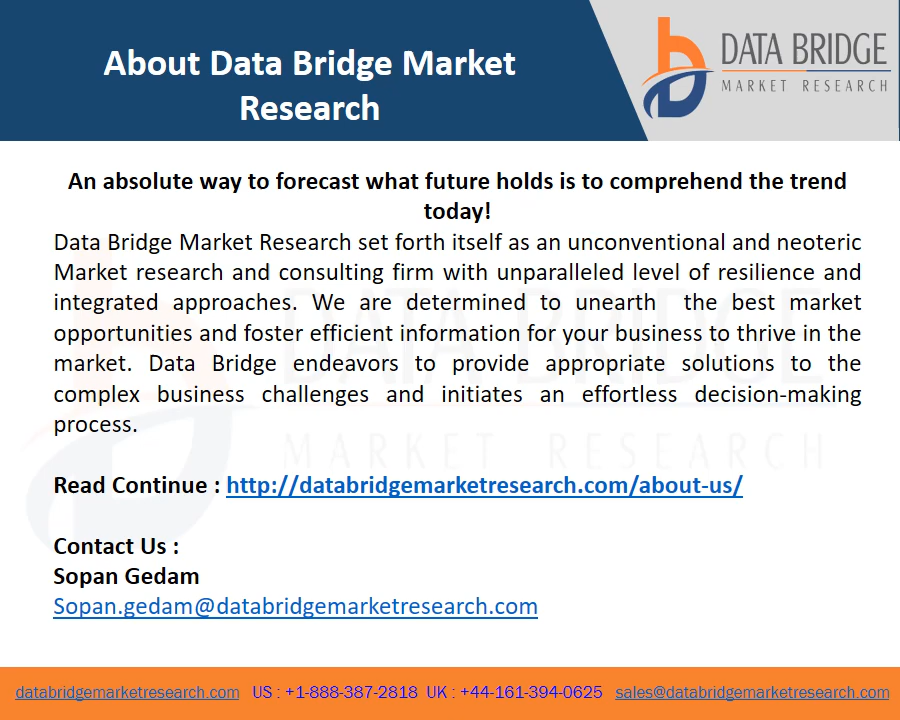 About Data Bridge Market
Research
DATA BRIDGE
MARKET RESEARCH
An absolute way to forecast what future holds is to comprehend the trend
today!
Data Bridge Market Research set forth itself as an unconventional and neoteric
Market research and consulting firm with unparalleled level of resilience and
integrated approaches. We are determined to unearth the best market
opportunities and foster efficient information for your business to thrive in the
market. Data Bridge endeavors to provide appropriate solutions to the
complex business challenges and initiates an effortless decision-making
process.
DATA BRIDGE
MARKET RESEARCH
Read Continue : http://databridgemarketresearch.com/about-us/
Contact Us :
Sopan Gedam
Sopan.gedam@databridgemarketresearch.com
databridgemarketresearch.com US : +1-888-387-2818 UK : +44-161-394-0625 sales@databridgemarketresearch.com